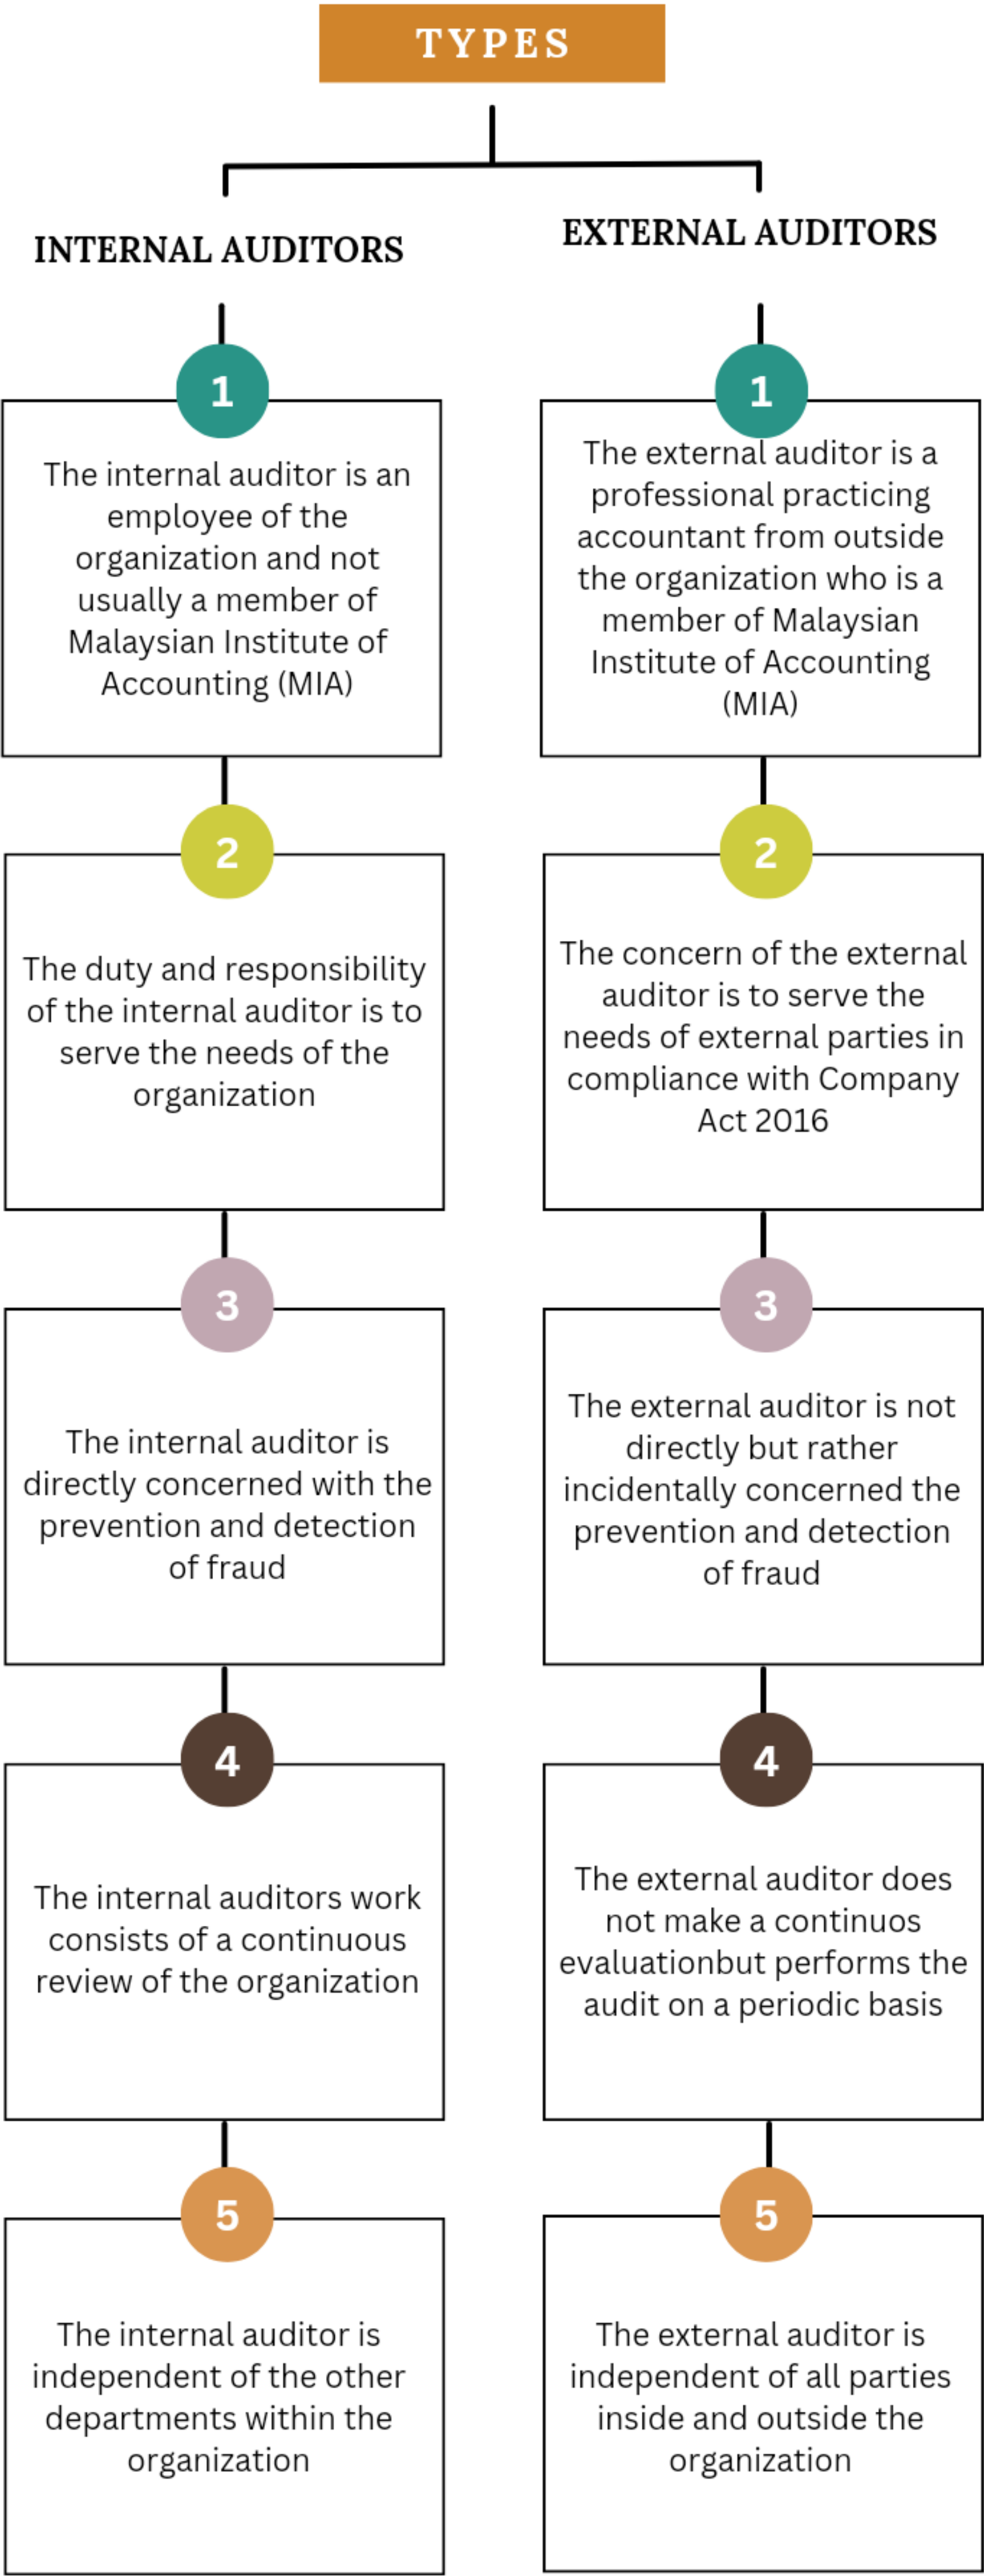 TYPES
INTERNAL AUDITORS
1
The internal auditor is an
employee of the
organization and not
usually a member of
Malaysian Institute of
Accounting (MIA)
2
The duty and responsibility
of the internal auditor is to
serve the needs of the
organization
3
The internal auditor is
directly concerned with the
prevention and detection
of fraud
4
The internal auditors work
consists of a continuous
review of the organization
5
The internal auditor is
independent of the other
departments within the
organization
EXTERNAL AUDITORS
1
The external auditor is a
professional practicing
accountant from outside
the organization who is a
member of Malaysian
Institute of Accounting
(MIA)
2
The concern of the external
auditor is to serve the
needs of external parties in
compliance with Company
Act 2016
3
The external auditor is not
directly but rather
incidentally concerned the
prevention and detection
of fraud
4
The external auditor does
not make a continuos
evaluationbut performs the
audit on a periodic basis
5
The external auditor is
independent of all parties
inside and outside the
organization